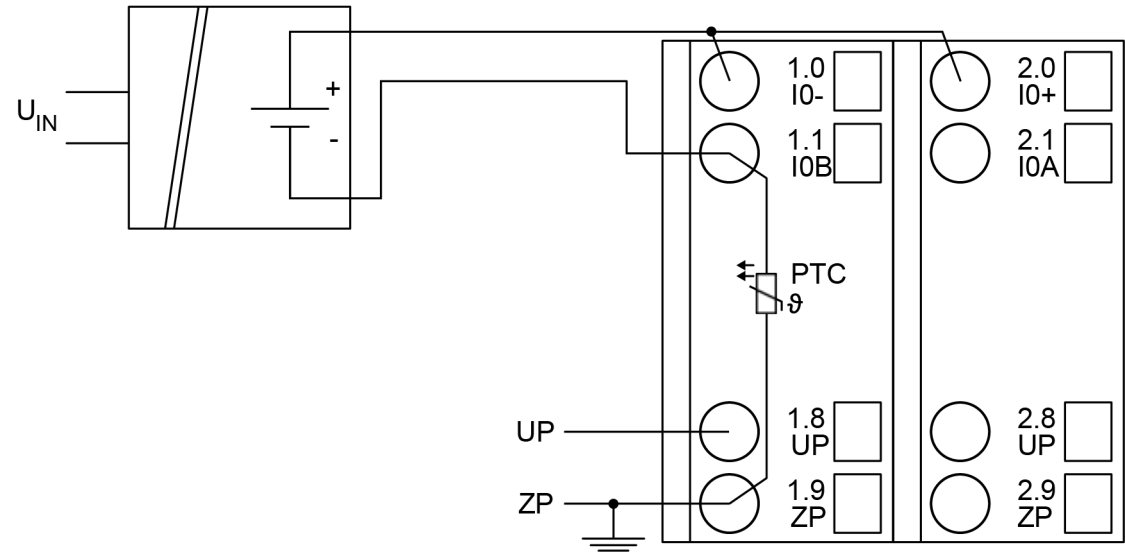 UIN
+
-
1.0
I0-
2.0
I0+
1.1
I0B
2.1
I0A
PTC
ϑ
UP
1.8
UP
2.8
UP
ZP
1.9
ZP
2.9
ZP